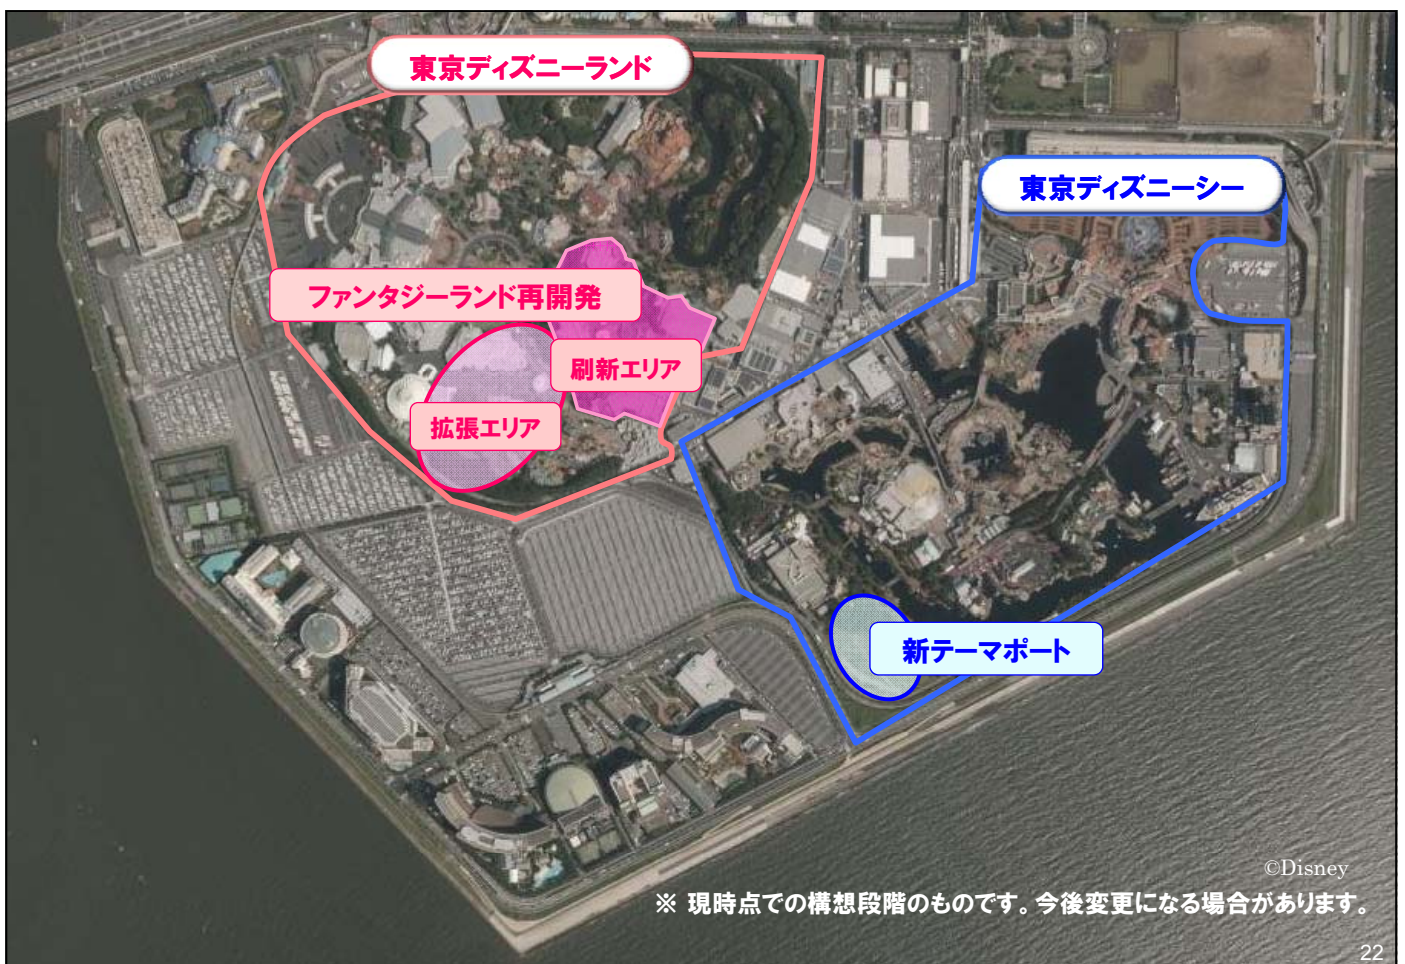 東京ディズニーランド
東京ディズニーシー
ファンタジーランド再開発
刷新エリア
拡張エリア
新テーマポート
©Disney
※ 現時点での構想段階のものです。今後変更になる場合があります。
22